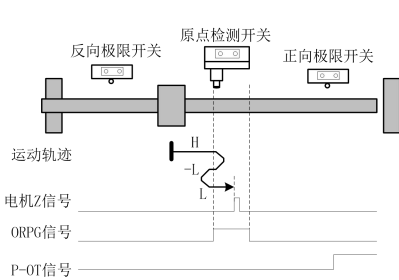 原点检测开关
反向极限开关
正向极限开关
运动轨迹
H
-L
L
电机Z信号
ORPG信号
P-OT信号